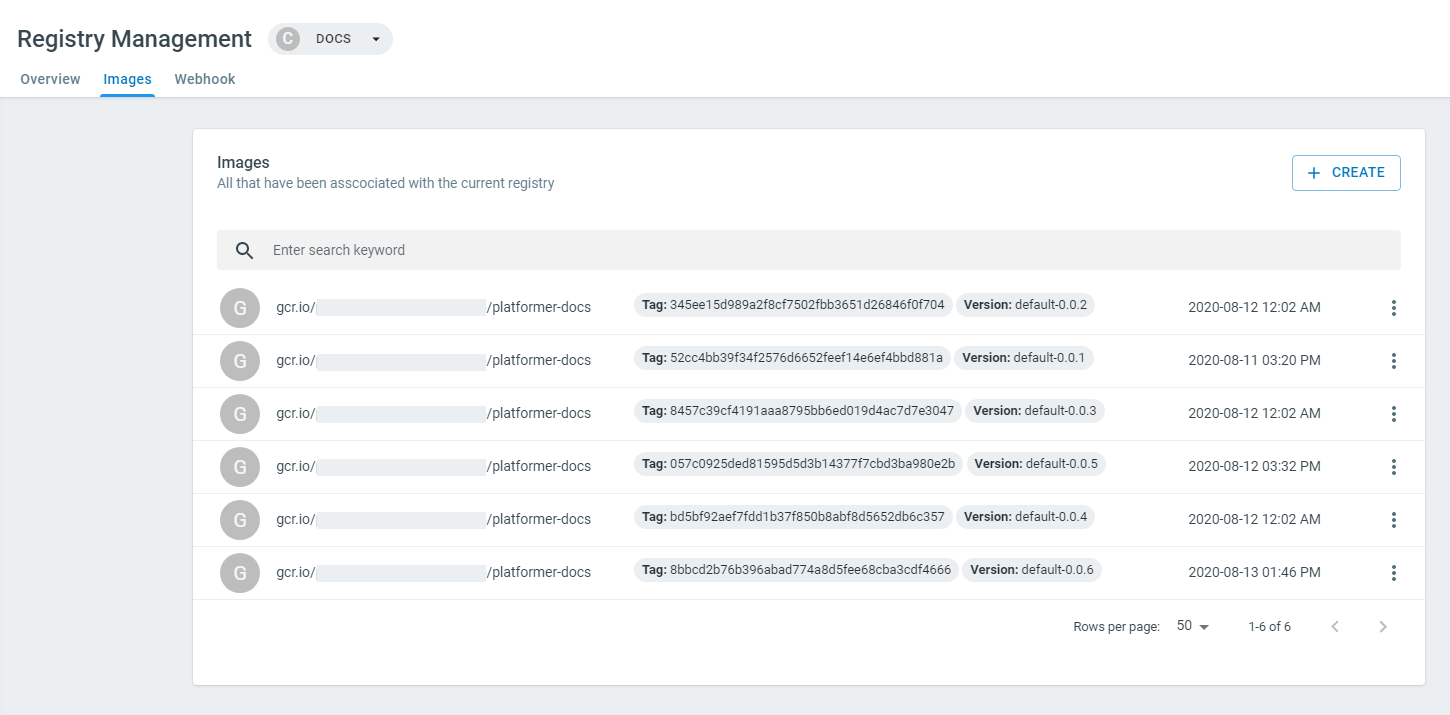 Registry Management C DOCS
Overview Images Webhook
Images
All that have been asscociated with the current registry
+ CREATE
Enter search keyword
G gcr.io/ /platformer-docs Tag: 345ee15d989a2f8cf7502fbb3651d26846f0f704 Version: default-0.0.2 2020-08-12 12:02 AM
G gcr.io/ /platformer-docs Tag: 52cc4bb39f34f2576d6652feef14e6ef4bbd881a Version: default-0.0.1 2020-08-11 03:20 PM
G gcr.io/ /platformer-docs Tag: 8457c39cf4191aaa8795bb6ed019d4ac7d7e3047 Version: default-0.0.3 2020-08-12 12:02 AM
G gcr.io/ /platformer-docs Tag: 057c0925ded81595d5d3b14377f7cbd3ba980e2b Version: default-0.0.5 2020-08-12 03:32 PM
G gcr.io/ /platformer-docs Tag: bd5bf92aef7fdd1b37f850b8abf8d5652db6c357 Version: default-0.0.4 2020-08-12 12:02 AM
G gcr.io/ /platformer-docs Tag: 8bbcd2b76b396abad774a8d5fee68cba3cdf4666 Version: default-0.0.6 2020-08-13 01:46 PM
Rows per page: 50 1-6 of 6